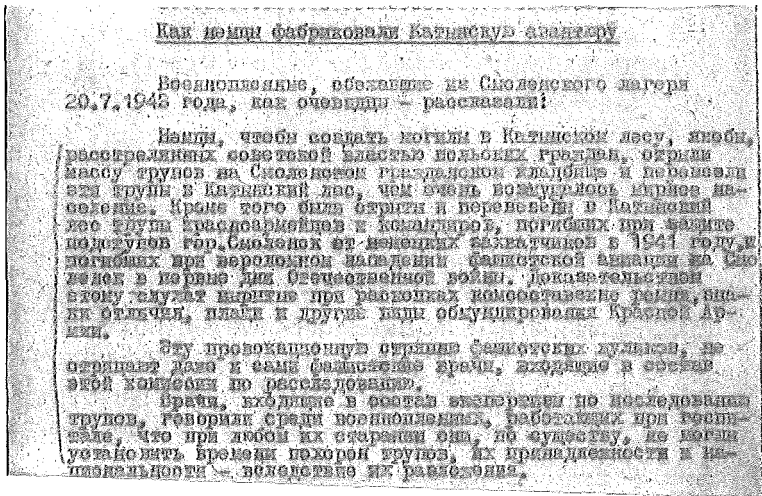 Как немцы фабриковали Катынскую авантюру
Военнопленные, сбежавшие из Смоленского лагеря
20.7.1943 года, как очевидцы – рассказали:
Немцы, чтобы создать могилы в Катынском лесу, якобы,
расстрелянных советской властью польских граждан, отрыли
массу трупов на Смоленском гражданском кладбище и перевезли
эти трупы в Катынский лес, чем очень возмущалось мирное на-
селение. Кроме того были отрыты и перевезены в Катынский
лес трупы красноармейцев и командиров, погибших при защите
подступов гор.Смоленск от немецких захватчиков в 1941 году,и
погибших при вероломном нападении фашистской авиации на Смо
ленск в первые дни Отечественной войны. Доказательством
этому служат вырытые при раскопках комсоставские ремни,зна-
ки отличия, плащи и другие виды обмундирования Красной Ар-
мии.
Эту провокационную стряпню фашистских жуликов, не
отрицают даже и сами фашистские врачи, входящие в состав
этой комиссии по расследованию.
Врачи, входящие в состав экспертизы по исследованию
трупов, говорили среди военнопленных, работающих при госпи-
тале, что при любом их старании они, по существу, не могли
установить времени похорон трупов, их принадлежности и на-
циональности – вследствие их разложения.